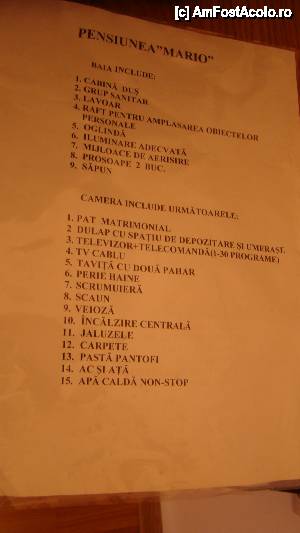 (c) AmFostAcolo.ro
PENSIUNEA"MARIO"
BAIA INCLUDE:
1. CABINĂ DUȘ
2. GRUP SANITAR
3. LAVOAR
4. RAFT PENTRU AMPLASAREA OBIECTELOR
PERSONALE
5. OGLINDĂ
6. ILUMINARE ADECVATĂ
7. MIJLOACE DE AERISIRE
8. PROSOAPE 2 BUC.
9. SĂPUN
CAMERA INCLUDE URMĂTOARELE:
1. PAT MATRIMONIAL
2 DULAP CU SPAȚIU DE DEPOZITARE ȘI UMERAȘE.
3. TELEVIZOR+TELECOMANDĂ(1-30 PROGRAME)
4. TV CABLU
5. TAVIȚĂ CU DOUĂ PAHAR
6. PERIE HAINE
7. SCRUMIERĂ
8. SCAUN
9. VEIOZĂ
10. ÎNCĂLZIRE CENTRALĂ
11. JALUZELE
12. CARPETE
13. PASTĂ PANTOFI
14. AC ȘI AȚĂ
15. APĂ CALDĂ NON-STOP